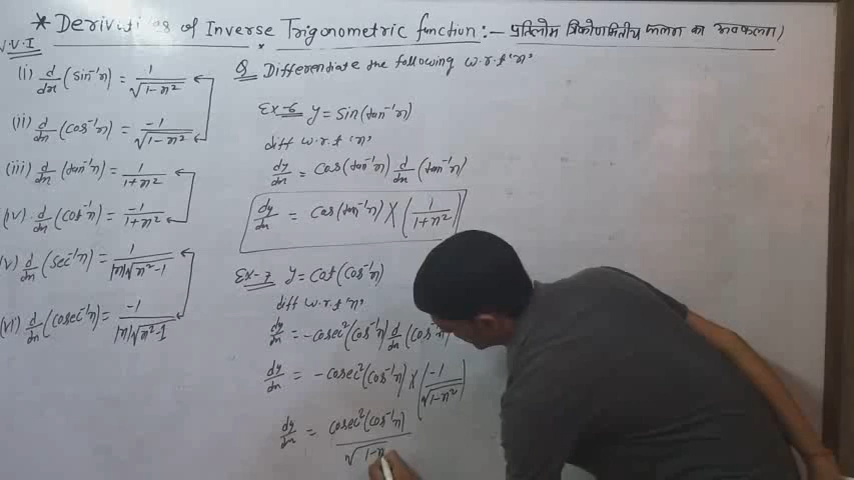 * Derivatives of Inverse Trigonometric function :- प्रतिलोम त्रिकोणमितीय फलन का अवकलन।
V.V.I
(i) d/dx (sin⁻¹x) = 1/√(1-x²)
(ii) d/dx (cos⁻¹x) = -1/√(1-x²)
(iii) d/dx (tan⁻¹x) = 1/(1+x²)
(iv) d/dx (cot⁻¹x) = -1/(1+x²)
(v) d/dx (sec⁻¹x) = 1/(|x|√(x²-1))
(vi) d/dx (cosec⁻¹x) = -1/(|x|√(x²-1))
Q Differentiate the following w.r.t 'x'
Ex-6 y = sin(tan⁻¹x)
diff w.r.t 'x'
dy/dx = cos(tan⁻¹x) d/dx (tan⁻¹x)
dy/dx = cos(tan⁻¹x) × (1/(1+x²))
Ex-7 y = cot(cos⁻¹x)
diff w.r.t 'x'
dy/dx = -cosec²(cos⁻¹x) d/dx (cos⁻¹x)
dy/dx = -cosec²(cos⁻¹x) × (-1/√(1-x²))
dy/dx = cosec²(cos⁻¹x)/√(1-x